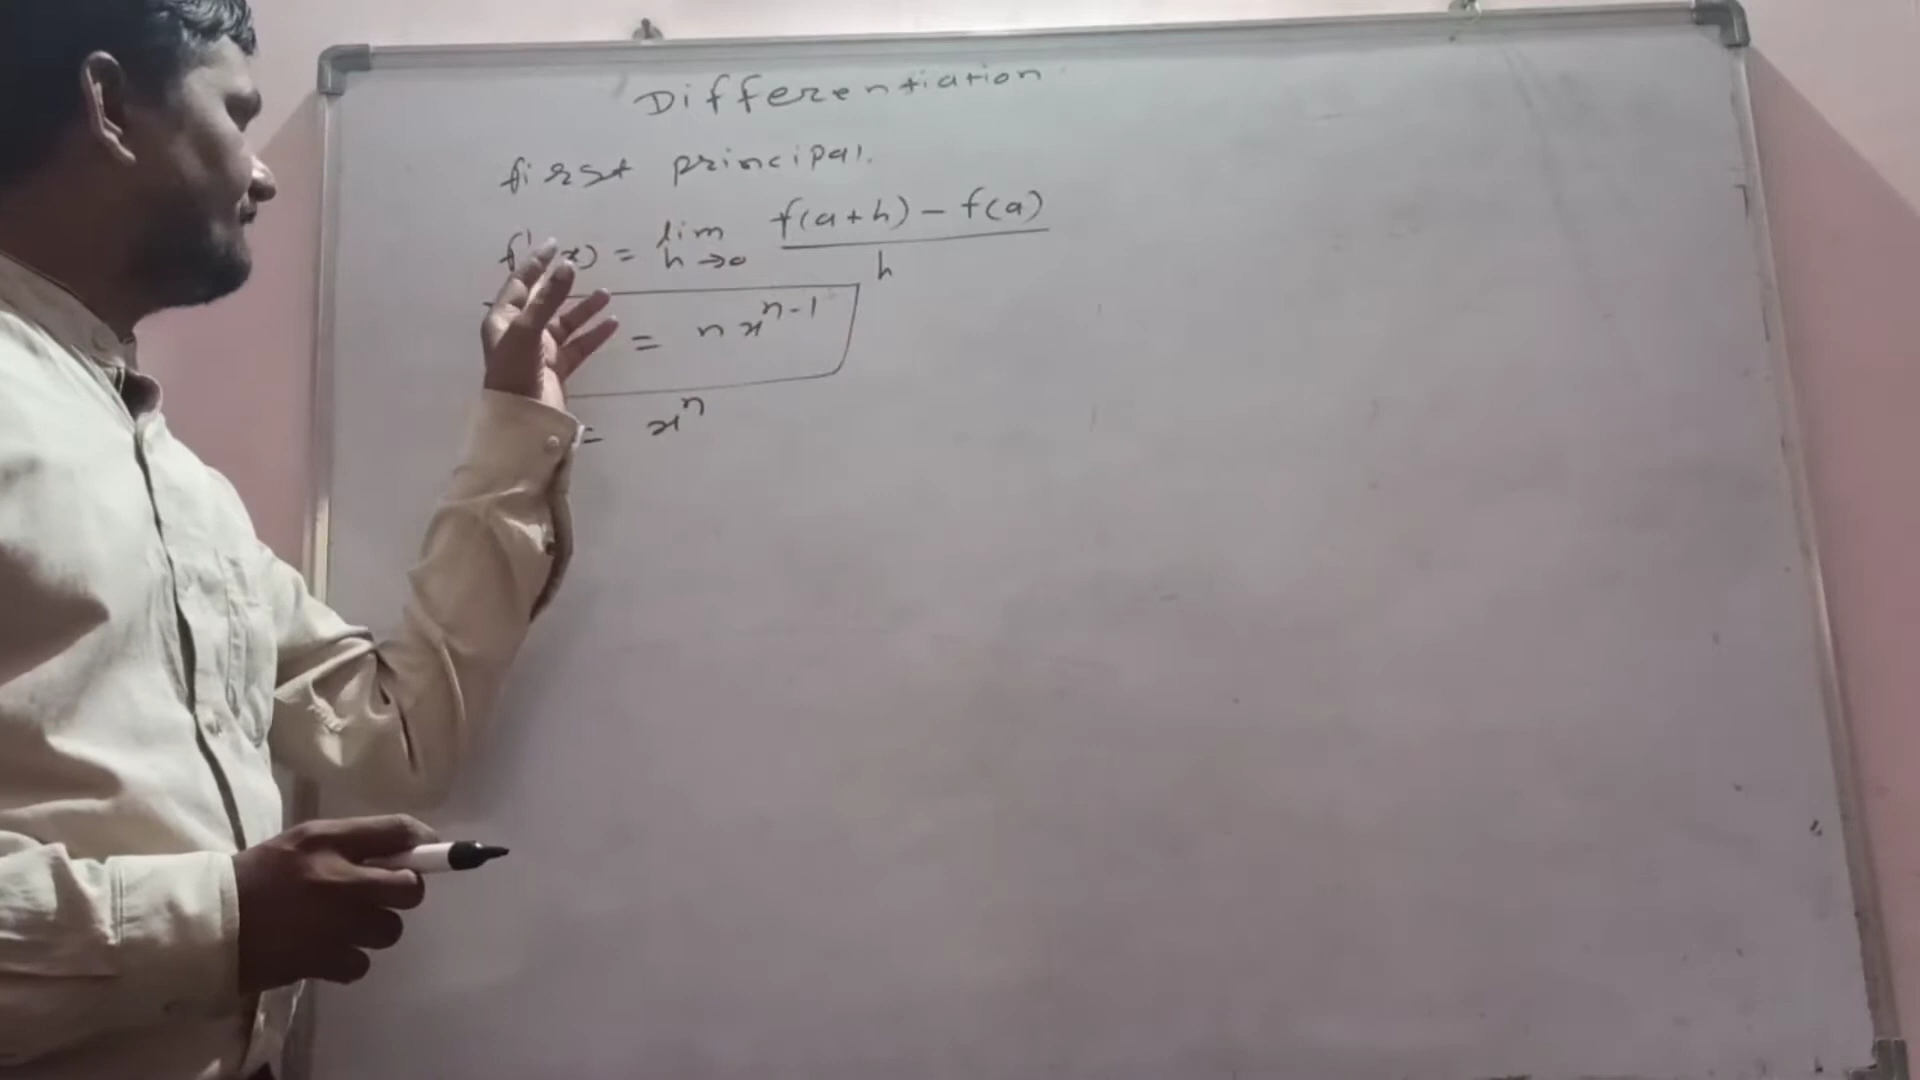 Differentiation
first principal.
f'(x) = lim h→0 f(a+h) - f(a) / h
= n x^n-1
= x^n